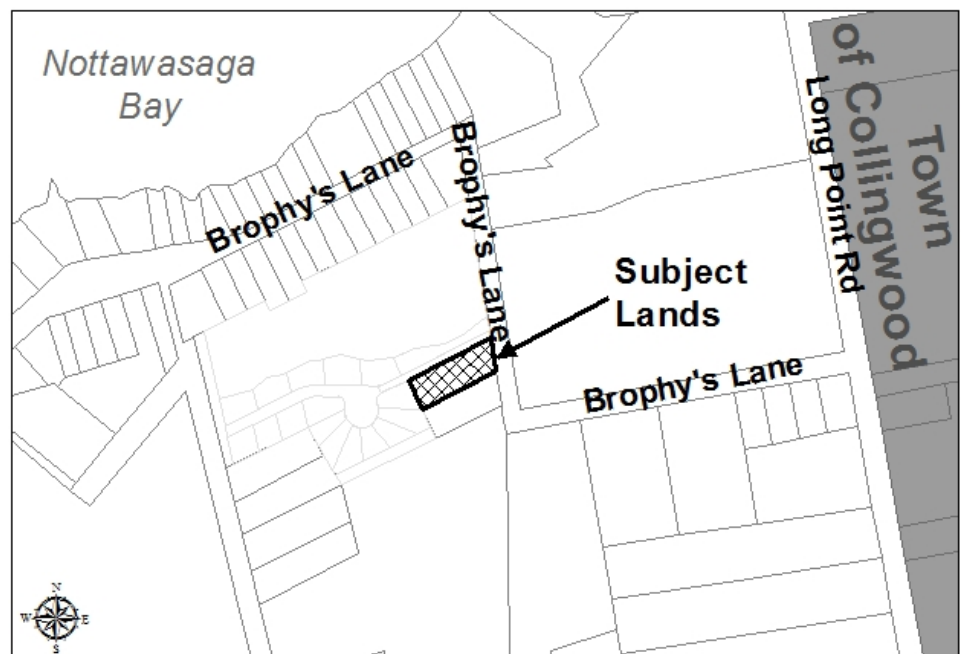 Nottawasaga
Bay
Brophy's Lane
Brophy's Lane
Long Point Rd
Town
of Collingwood
Subject
Lands
Brophy's Lane
N
W
E
S